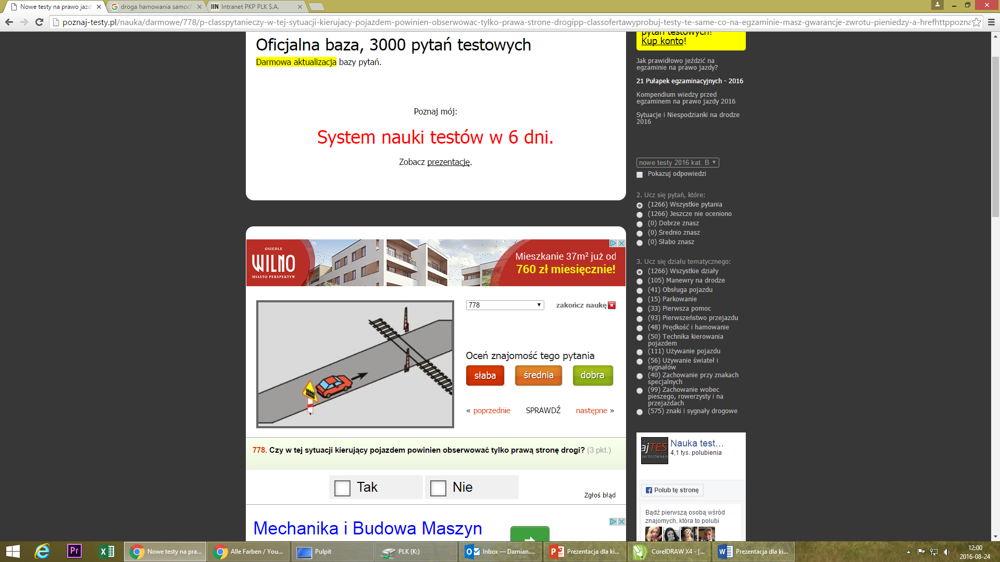 Nowe testy na prawo jazd
droga hamowania samoch
IIN Intranet PKP PLK S.A.
poznaj-testy.pl/nauka/darmowe/778/p-classpytanieczy-w-tej-sytuacji-kierujacy-pojazdem-powinien-obserwowac-tylko-prawa-strone-drogipp-classofertawyprobuj-testy-te-same-co-na-egzaminie-masz-gwarancje-zwrotu-pieniedzy-a-hrefhttppozna
Oficjalna baza, 3000 pytań testowych
Darmowa aktualizacja bazy pytań.
Poznaj mój:
System nauki testów w 6 dni.
Zobacz prezentację.
pytań testowych!
Kup konto!
Jak prawidłowo jeździć na
egzaminie na prawo jazdy?
21 Pułapek egzaminacyjnych - 2016
Kompendium wiedzy przed
egzaminem na prawo jazdy 2016
Sytuacje i Niespodzianki na drodze
2016
nowe testy 2016 kat. B
Pokazuj odpowiedzi
2. Ucz się pytań, które:
(1266) Wszystkie pytania
(1266) Jeszcze nie oceniono
(0) Dobrze znasz
(0) Średnio znasz
(0) Słabo znasz
3. Ucz się działu tematycznego:
(1266) Wszystkie działy
(105) Manewry na drodze
(41) Obsługa pojazdu
(15) Parkowanie
(33) Pierwsza pomoc
(93) Pierwszeństwo przejazdu
(48) Prędkość i hamowanie
(50) Technika kierowania
pojazdem
(111) Używanie pojazdu
(56) Używanie świateł i
sygnałów
(40) Zachowanie przy znakach
specjalnych
(99) Zachowanie wobec
pieszego, rowerzysty i na
przejazdach
(575) znaki i sygnały drogowe
OSIEDLE
WILNO
MIASTO PERSPEKTYW
Mieszkanie 37m² już od
760 zł miesięcznie!
778
zakończ naukę
Oceń znajomość tego pytania
słaba
średnia
dobra
« poprzednie
SPRAWDŹ
następne »
778. Czy w tej sytuacji kierujący pojazdem powinien obserwować tylko prawą stronę drogi? (3 pkt.)
Tak
Nie
Zgłoś błąd
Mechanika i Budowa Maszyn
ajTES
Nauka test...
4,1 tys. polubienia
Polub tę stronę
Bądź pierwszą osobą wśród
znajomych, która to polubi
Nowe testy na pra...
Alle Farben / You...
Pulpit
PLK (K:)
Inbox — Damian....
Prezentacja dla ki...
CorelDRAW X4 - [...
Prezentacja dla ki...
12:00
2016-08-24